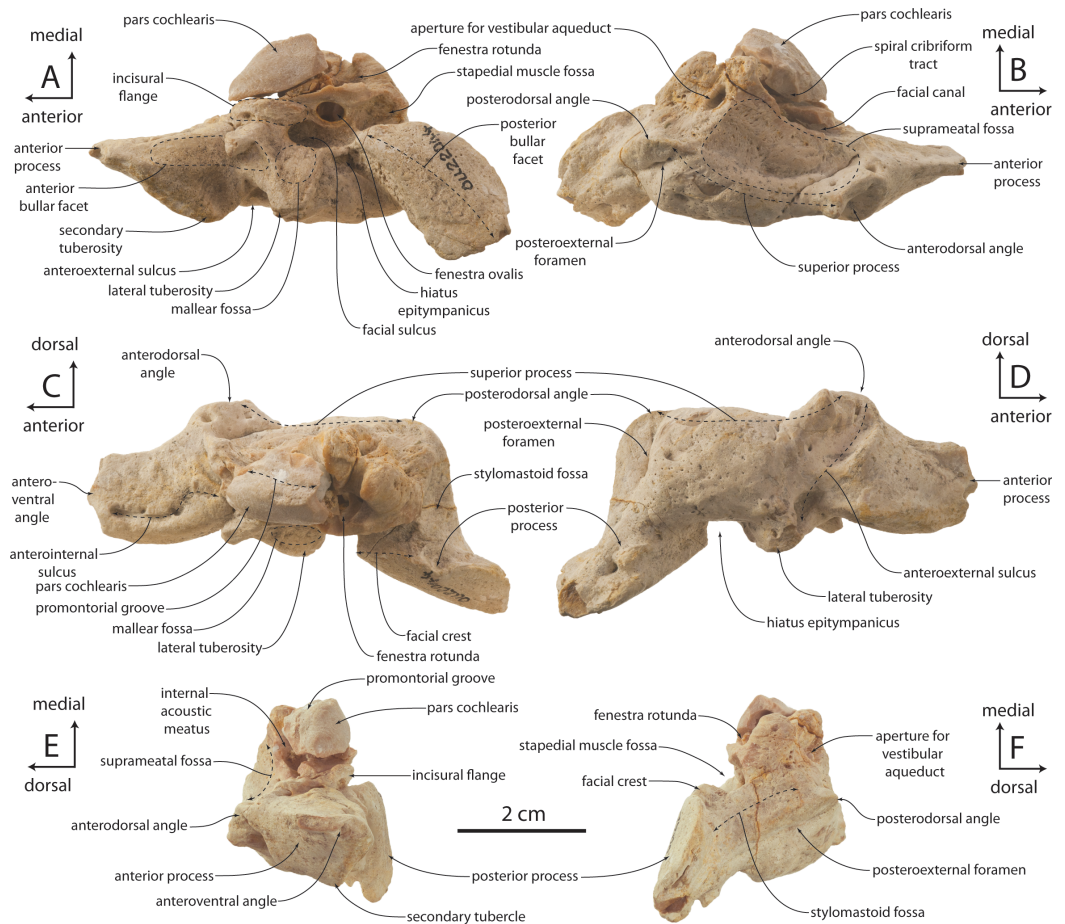 pars cochlearis
medial
A
anterior
incisural
flange
aperture for vestibular aqueduct
fenestra rotunda
stapedial muscle fossa
posterior
bullar
facet
OU22044
anterior
process
anterior
bullar facet
secondary
tuberosity
anteroexternal sulcus
lateral tuberosity
mallear fossa
fenestra ovalis
hiatus
epitympanicus
facial sulcus
pars cochlearis
medial
B
anterior
spiral cribriform
tract
facial canal
suprameatal fossa
posterodorsal angle
anterior
process
posteroexternal
foramen
anterodorsal angle
superior process
dorsal
C
anterior
anterodorsal
angle
superior process
posterodorsal angle
posteroexternal
foramen
stylomastoid fossa
posterior
process
antero-
ventral
angle
anterointernal
sulcus
pars cochlearis
promontorial groove
mallear fossa
lateral tuberosity
facial crest
fenestra rotunda
OU22044
anterodorsal angle
dorsal
D
anterior
anterior
process
anteroexternal sulcus
lateral tuberosity
hiatus epitympanicus
medial
E
dorsal
internal
acoustic
meatus
promontorial groove
pars cochlearis
suprameatal fossa
incisural flange
anterodorsal angle
anterior process
anteroventral angle
secondary tubercle
posterior process
2 cm
fenestra rotunda
stapedial muscle fossa
facial crest
medial
F
dorsal
aperture for
vestibular
aqueduct
posterodorsal angle
posteroexternal foramen
stylomastoid fossa